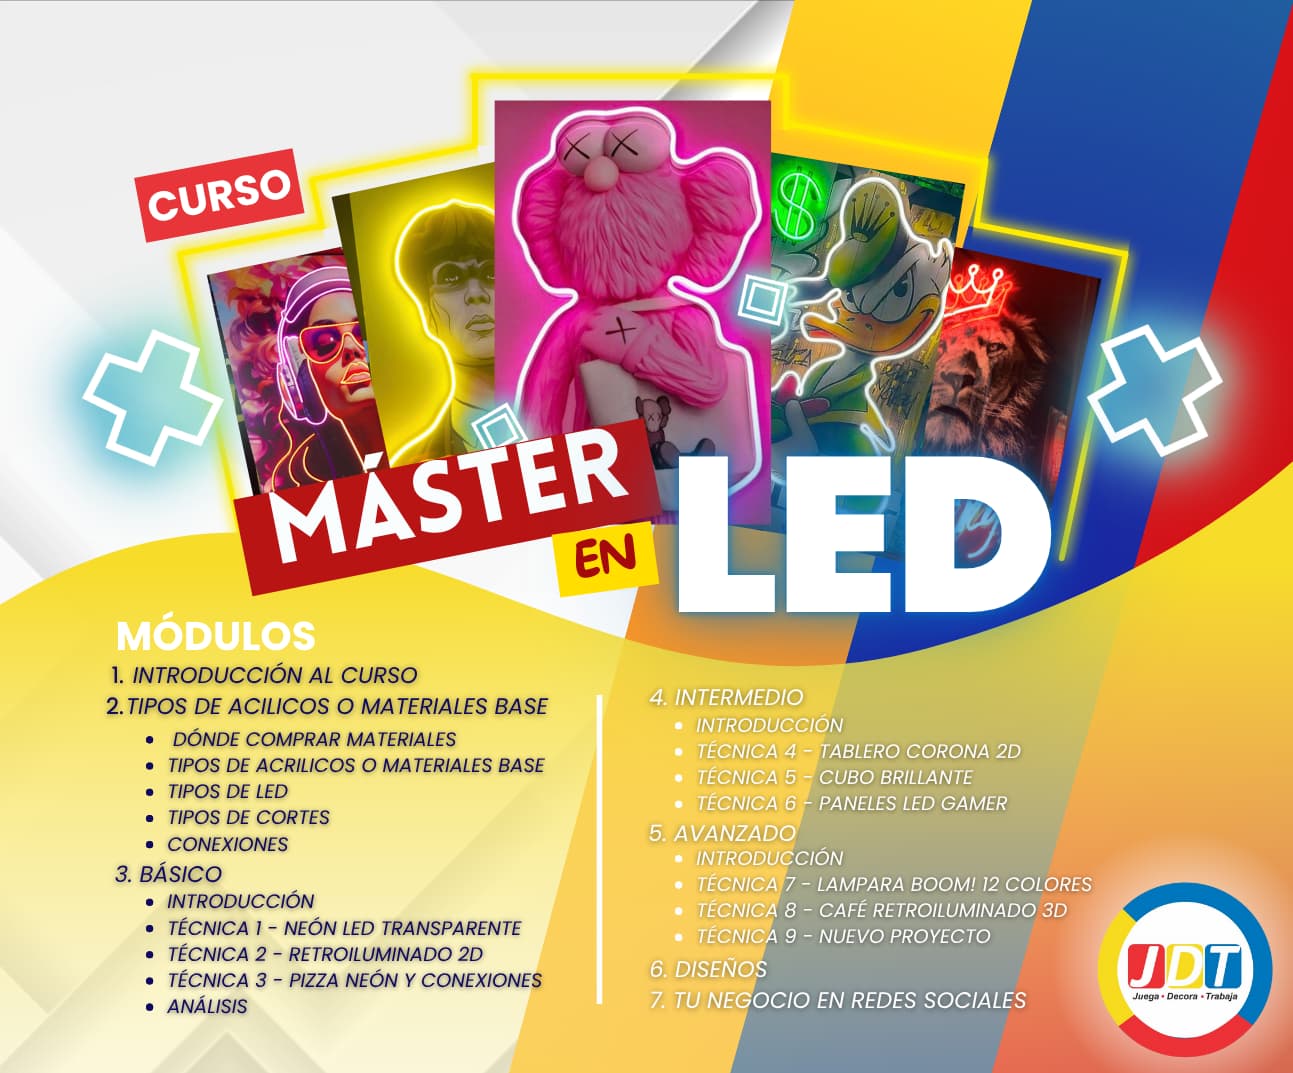 CURSO
$
MÁSTER
EN
LED
MÓDULOS
1. INTRODUCCIÓN AL CURSO
2. TIPOS DE ACILICOS O MATERIALES BASE
• DÓNDE COMPRAR MATERIALES
• TIPOS DE ACRILICOS O MATERIALES BASE
• TIPOS DE LED
• TIPOS DE CORTES
• CONEXIONES
3. BÁSICO
• INTRODUCCIÓN
• TÉCNICA 1 - NEÓN LED TRANSPARENTE
• TÉCNICA 2 - RETROILUMINADO 2D
• TÉCNICA 3 - PIZZA NEÓN Y CONEXIONES
• ANÁLISIS
4. INTERMEDIO
• INTRODUCCIÓN
• TÉCNICA 4 - TABLERO CORONA 2D
• TÉCNICA 5 - CUBO BRILLANTE
• TÉCNICA 6 - PANELES LED GAMER
5. AVANZADO
• INTRODUCCIÓN
• TÉCNICA 7 - LAMPARA BOOM! 12 COLORES
• TÉCNICA 8 - CAFÉ RETROILUMINADO 3D
• TÉCNICA 9 - NUEVO PROYECTO
6. DISEÑOS
7. TU NEGOCIO EN REDES SOCIALES
JDT
Juega • Decora • Trabaja